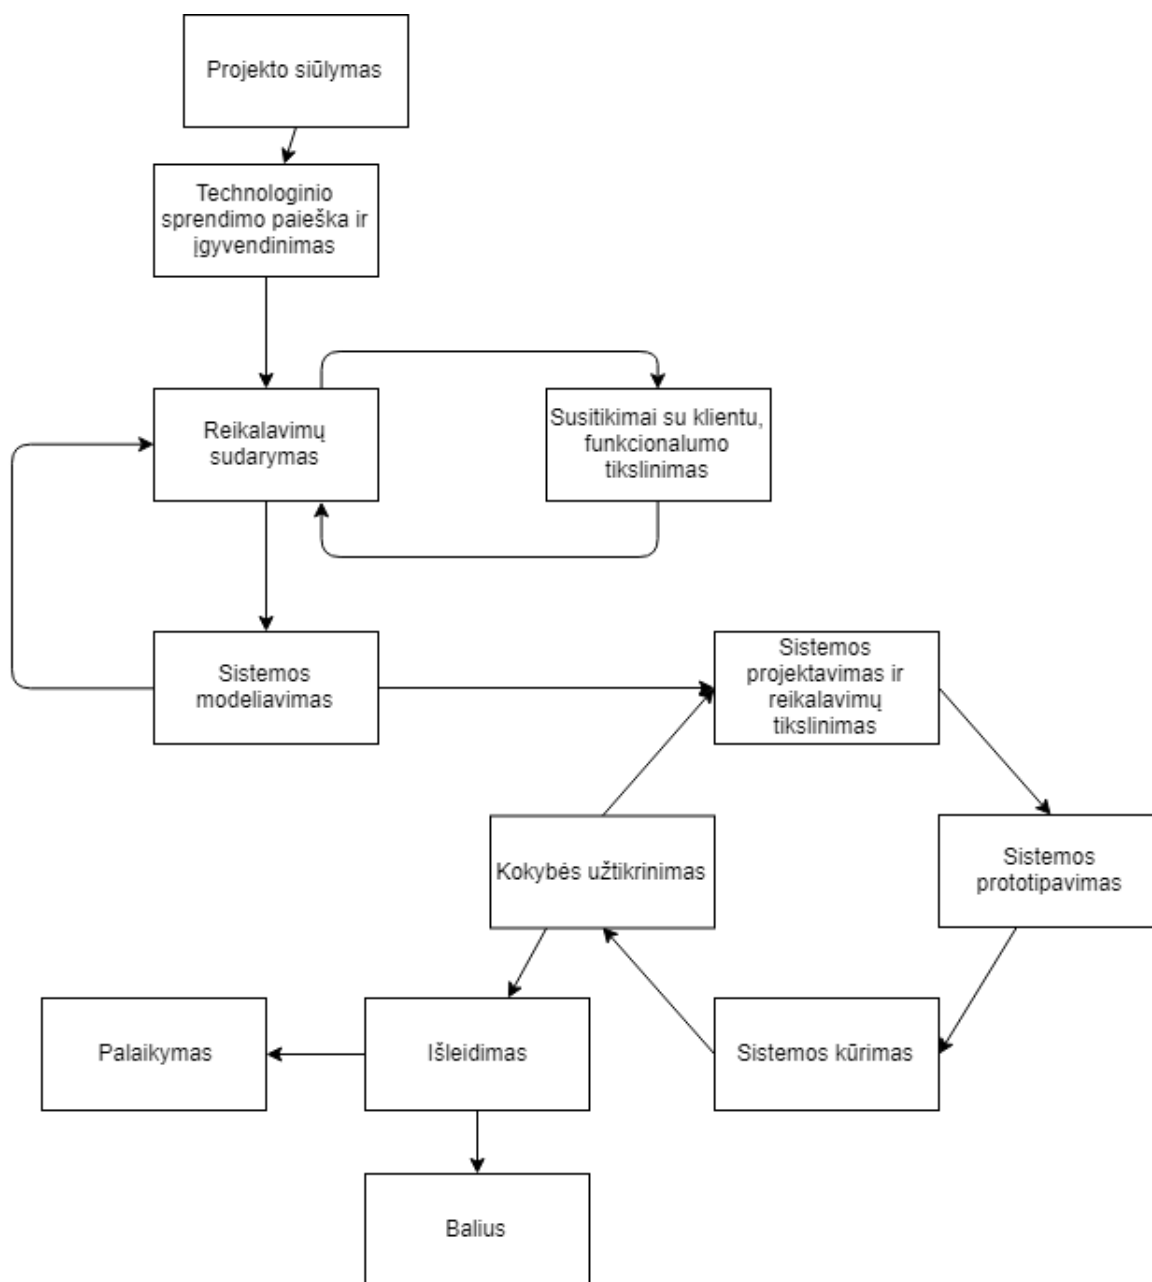 Projekto siūlymas
Technologinio
sprendimo paieška ir
įgyvendinimas
Reikalavimų
sudarymas
Susitikimai su klientu,
funkcionalumo
tikslinimas
Sistemos
modeliavimas
Sistemos
projektavimas ir
reikalavimų
tikslinimas
Kokybės užtikrinimas
Sistemos
prototipavimas
Palaikymas
Išleidimas
Sistemos kūrimas
Balius